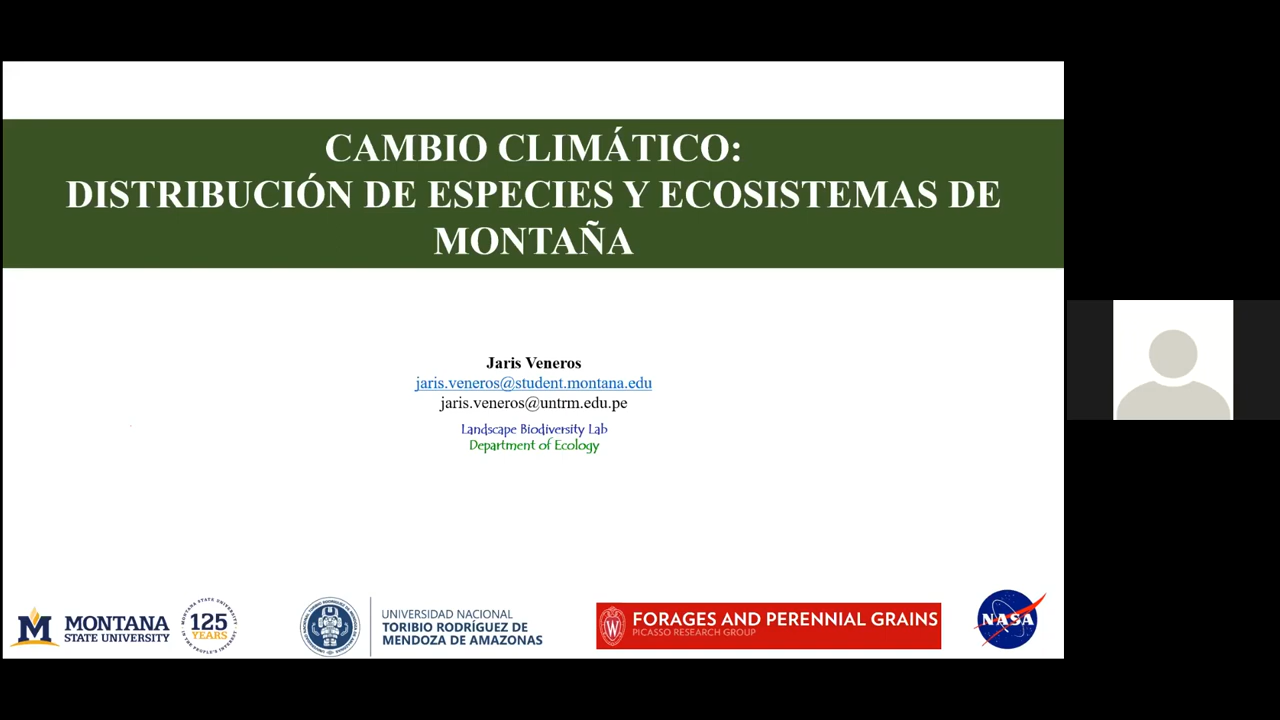 CAMBIO CLIMÁTICO:
DISTRIBUCIÓN DE ESPECIES Y ECOSISTEMAS DE
MONTAÑA
Jaris Veneros
jaris.veneros@student.montana.edu
jaris.veneros@untrm.edu.pe
Landscape Biodiversity Lab
Department of Ecology
M MONTANA
STATE UNIVERSITY
125
YEARS
UNIVERSIDAD NACIONAL
TORIBIO RODRÍGUEZ DE
MENDOZA DE AMAZONAS
W FORAGES AND PERENNIAL GRAINS
PICASSO RESEARCH GROUP
NASA